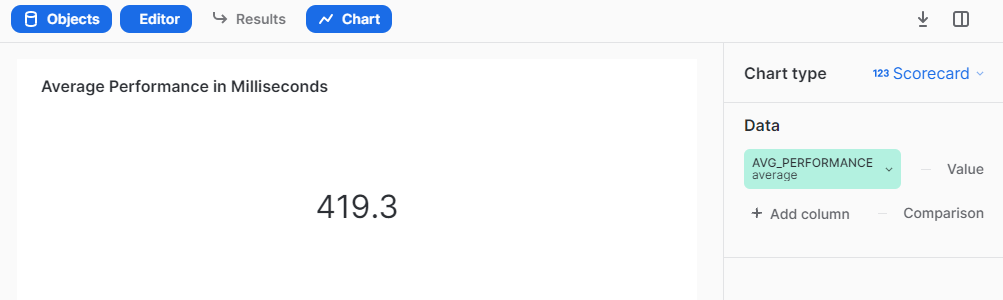 Objects Editor Results Chart
Average Performance in Milliseconds
419.3
Chart type 123 Scorecard
Data
AVG_PERFORMANCE
average
Value
+ Add column
Comparison